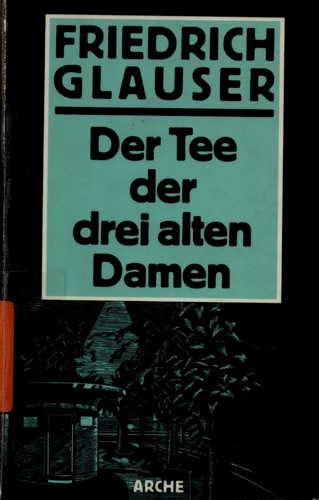 FRIEDRICH
GLAUSER
Der Tee
der
drei alten
Damen
ARCHE